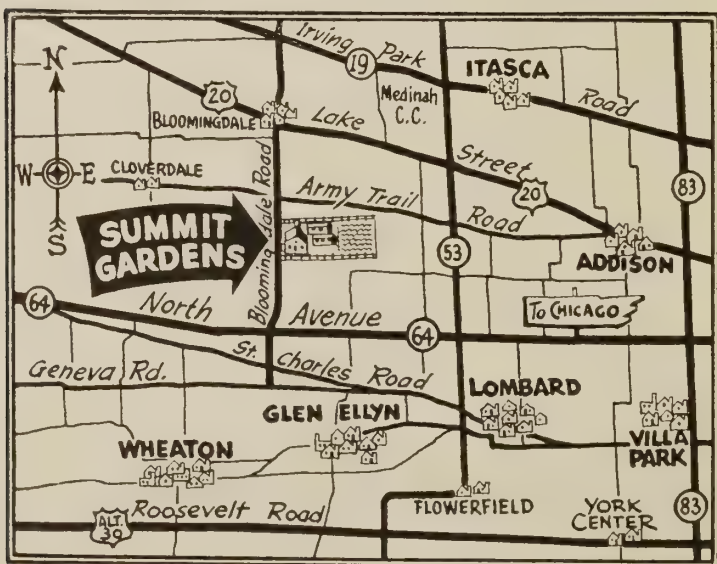 Irving Park
19
ITASCA
N
20
Medinah
C.C.
Road
BLOOMINGDALE
Lake
Street
W
E
CLOVERDALE
Army Trail
20
83
S
SUMMIT
GARDENS
Bloomingdale Road
Road
53
ADDISON
64
North
Avenue
64
To CHICAGO
St.
Charles
Road
Geneva Rd.
LOMBARD
GLEN ELLYN
WHEATON
VILLA
PARK
FLOWERFIELD
YORK
CENTER
83
ALT.
30
Roosevelt Road